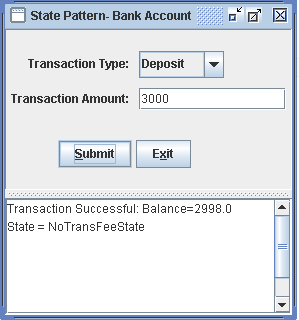 State Pattern- Bank Account
Transaction Type: Deposit
Transaction Amount: 3000
Submit Exit
Transaction Successful: Balance=2998.0
State = NoTransFeeState